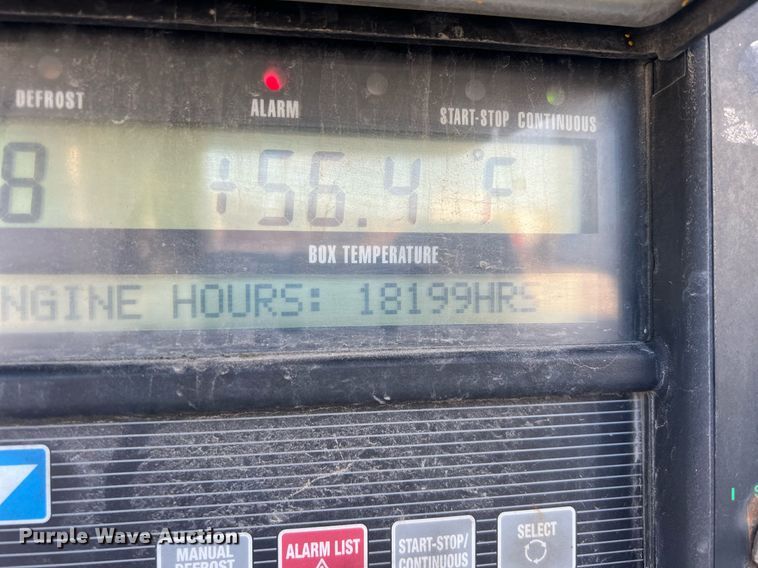 DEFROST
ALARM
START-STOP CONTINUOUS
8 +56.4 °C
BOX TEMPERATURE
NGINE HOURS: 18199HRS
MANUAL
DEFROST
ALARM LIST
START-STOP/
CONTINUOUS
SELECT
Purple Wave Auction